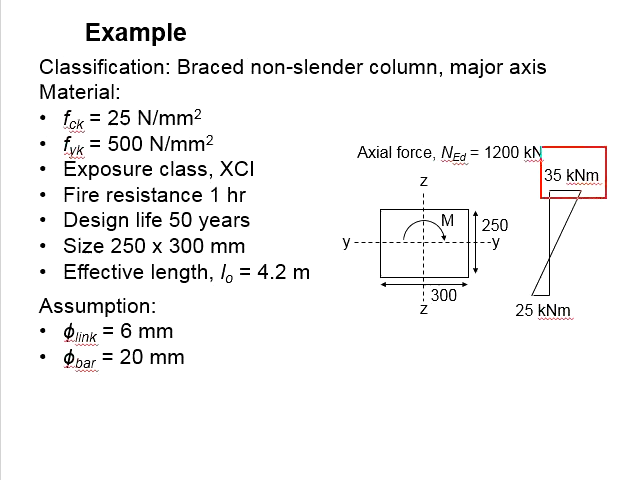 Example
Classification: Braced non-slender column, major axis
Material:
• fck = 25 N/mm2
• fyk = 500 N/mm2
• Exposure class, XCI
• Fire resistance 1 hr
• Design life 50 years
• Size 250 x 300 mm
• Effective length, lo = 4.2 m
Assumption:
• ϕlink = 6 mm
• ϕbar = 20 mm
Axial force, NEd = 1200 kN
35 kNm
z
M
250
y
y
300
z
25 kNm